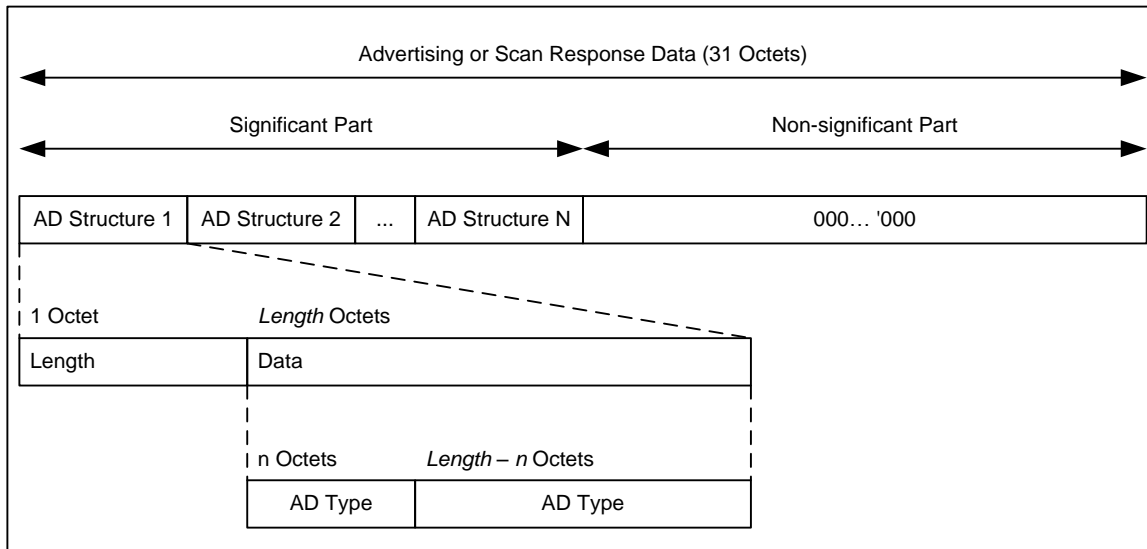 Advertising or Scan Response Data (31 Octets)
Significant Part Non-significant Part
AD Structure 1 AD Structure 2 ... AD Structure N 000… '000
1 Octet Length Octets
Length Data
n Octets Length – n Octets
AD Type AD Type